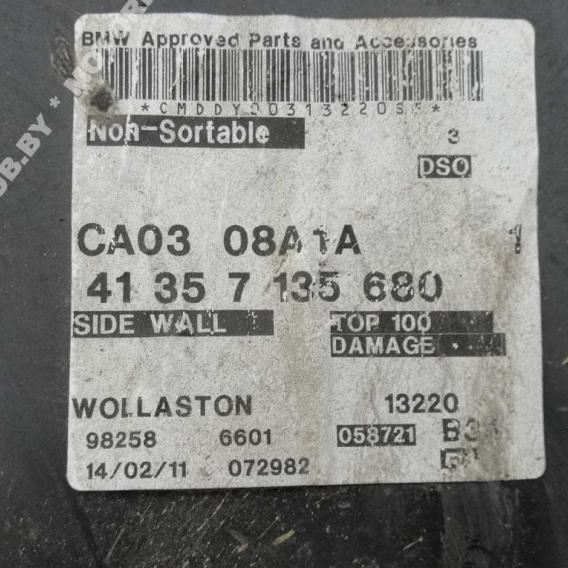 BMW Approved Parts and Accessories
Non-Sortable 3
DSO
CA03 08A1A 1
41 35 7 135 680
SIDE WALL TOP 100
DAMAGE
WOLLASTON 13220
98258 6601 058721
14/02/11 072982